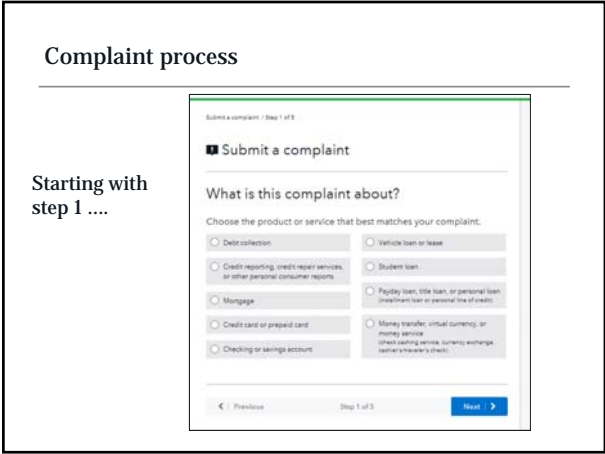 Complaint process
Starting with
step 1 ....
Submit a complaint / Step 1 of 5
Submit a complaint
What is this complaint about?
Choose the product or service that best matches your complaint.
Debt collection
Credit reporting, credit repair services,
or other personal consumer reports
Mortgage
Credit card or prepaid card
Checking or savings account
Vehicle loan or lease
Student loan
Payday loan, title loan, or personal loan
(installment loan or personal line of credit)
Money transfer, virtual currency, or
money service
(check cashing service, currency exchange,
cashier's/traveler's check)
Previous
Step 1 of 5
Next